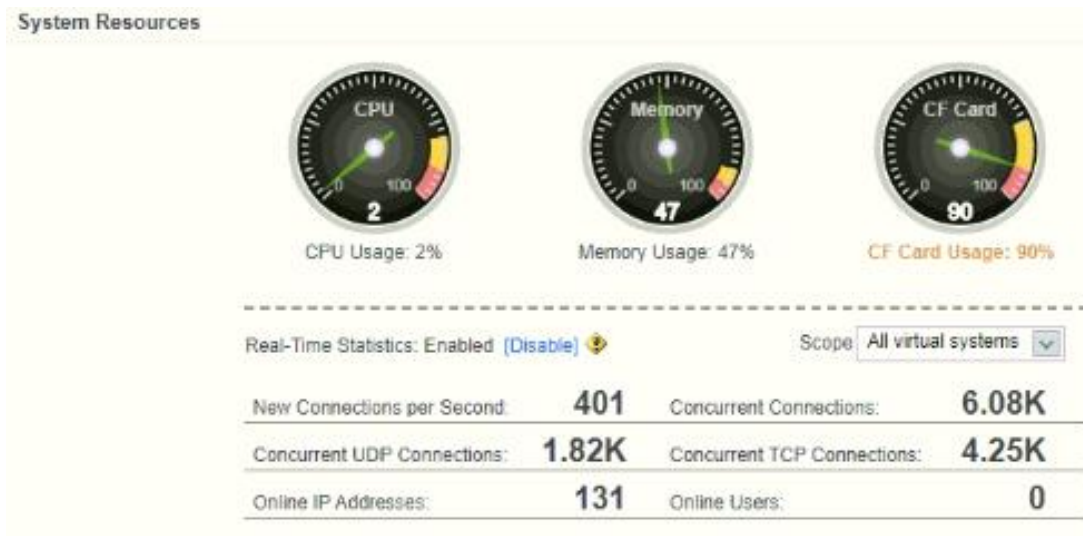 System Resources
CPU
0 100
2
CPU Usage: 2%
Memory
0 100
47
Memory Usage: 47%
CF Card
0 100
90
CF Card Usage: 90%
Real-Time Statistics: Enabled [Disable]
Scope All virtual systems
New Connections per Second: 401 Concurrent Connections: 6.08K
Concurrent UDP Connections: 1.82K Concurrent TCP Connections: 4.25K
Online IP Addresses: 131 Online Users: 0